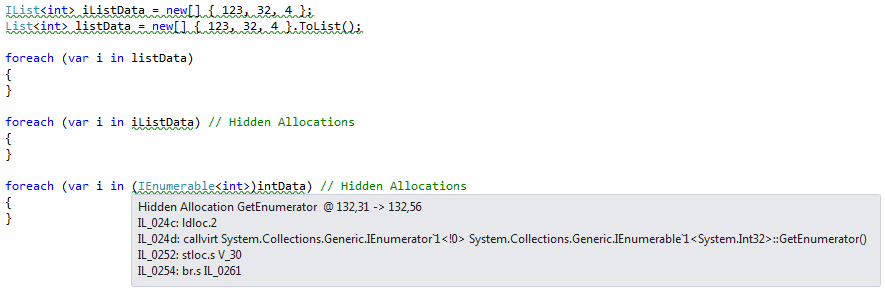 IList<int> iListData = new[] { 123, 32, 4 };
List<int> listData = new[] { 123, 32, 4 }.ToList();
foreach (var i in listData)
{
}
foreach (var i in iListData) // Hidden Allocations
{
}
foreach (var i in (IEnumerable<int>)intData) // Hidden Allocations
{
}
Hidden Allocation GetEnumerator @ 132,31 -> 132,56
IL_024c: ldloc.2
IL_024d: callvirt System.Collections.Generic.IEnumerator`1<!0> System.Collections.Generic.IEnumerable`1<System.Int32>::GetEnumerator()
IL_0252: stloc.s V_30
IL_0254: br.s IL_0261